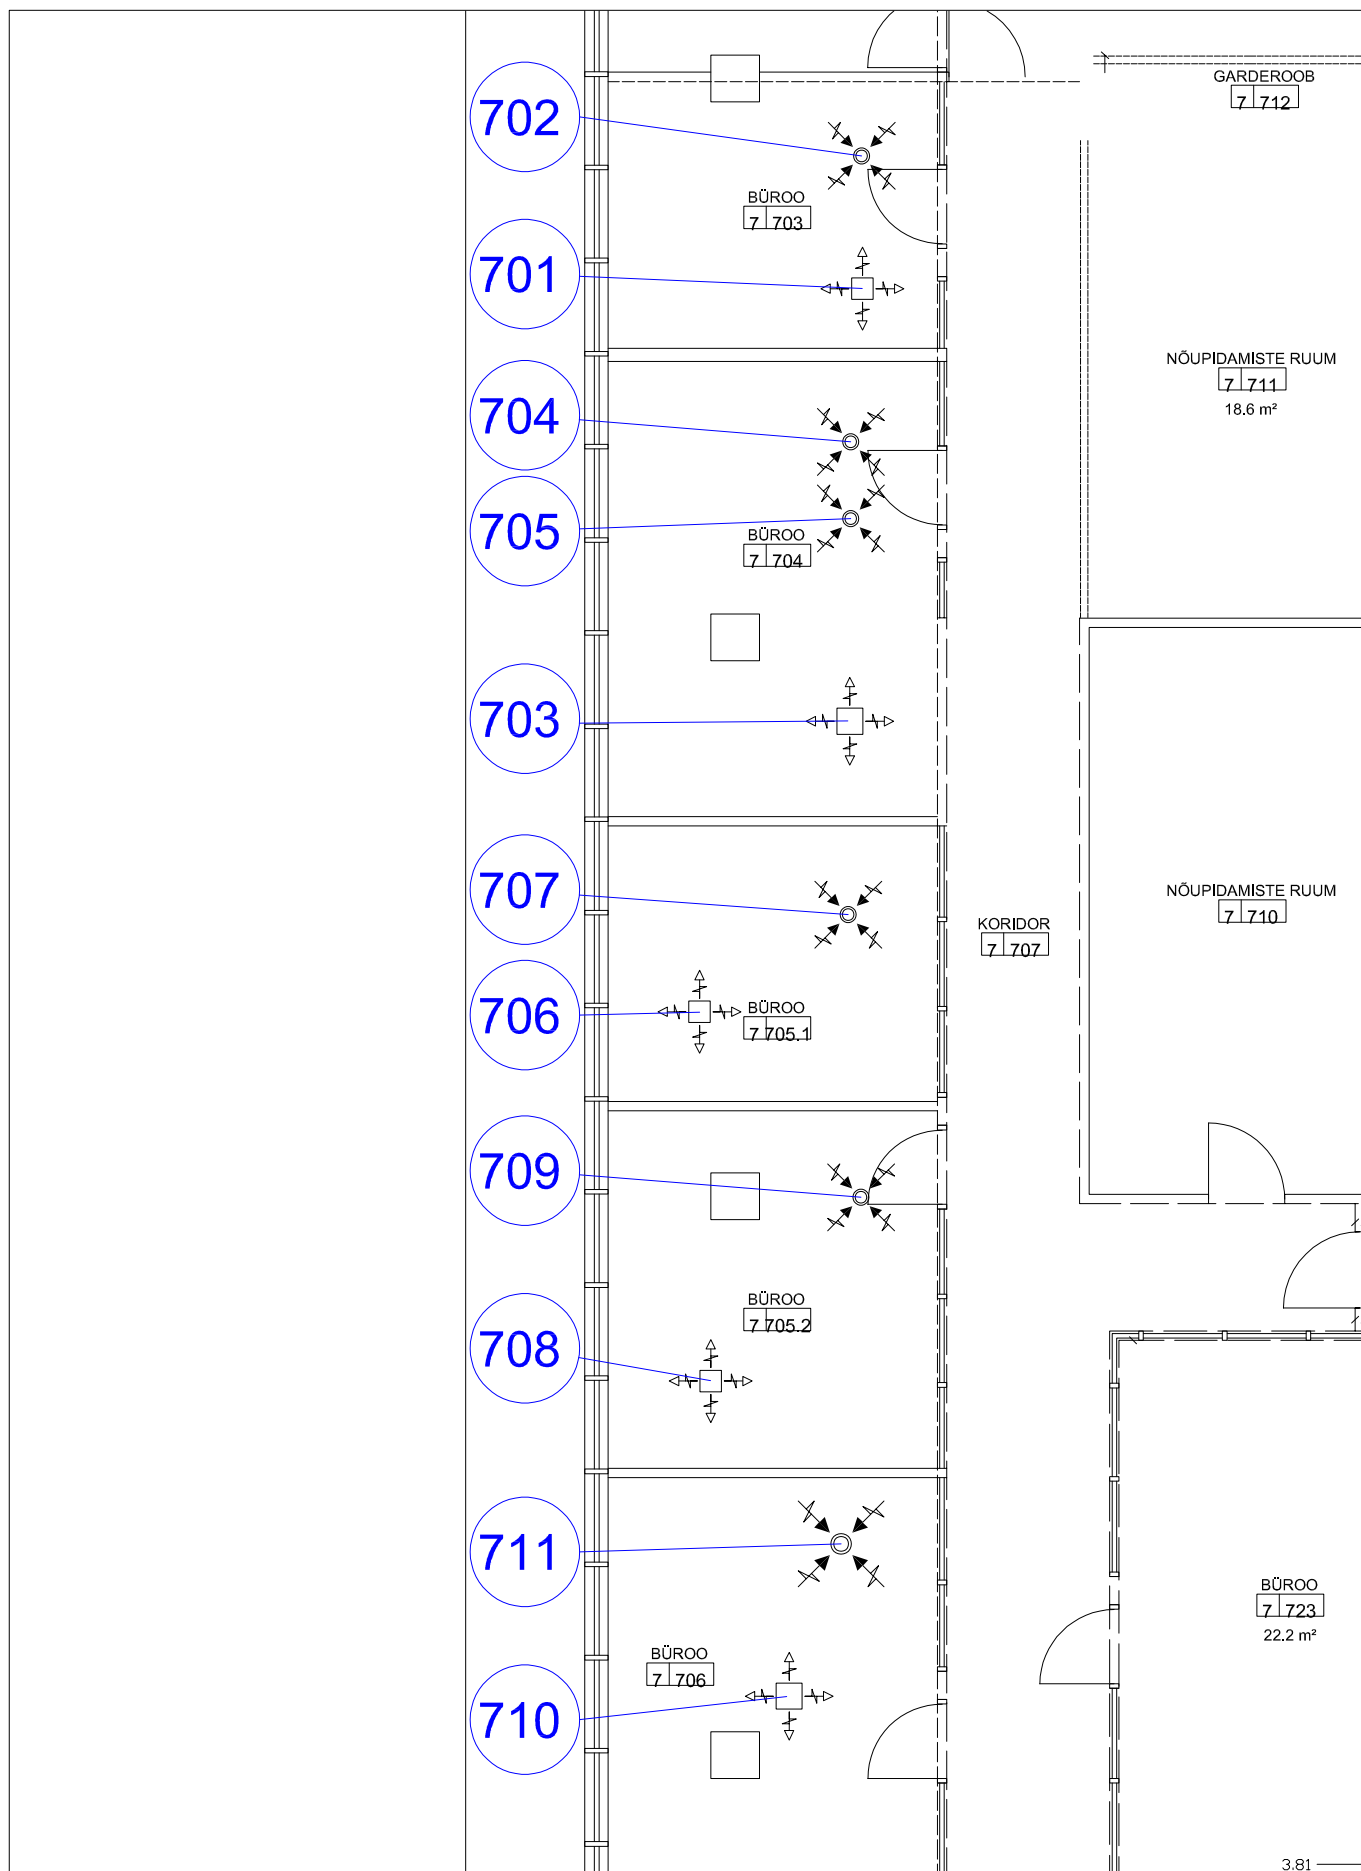 GARDEROOB
7 712
702
BÜROO
7 703
701
NÕUPIDAMISTE RUUM
7 711
18.6 m²
704
705
BÜROO
7 704
703
707
NÕUPIDAMISTE RUUM
7 710
KORIDOR
7 707
706
BÜROO
7 705.1
709
BÜROO
7 705.2
708
711
BÜROO
7 723
22.2 m²
BÜROO
7 706
710
3.81